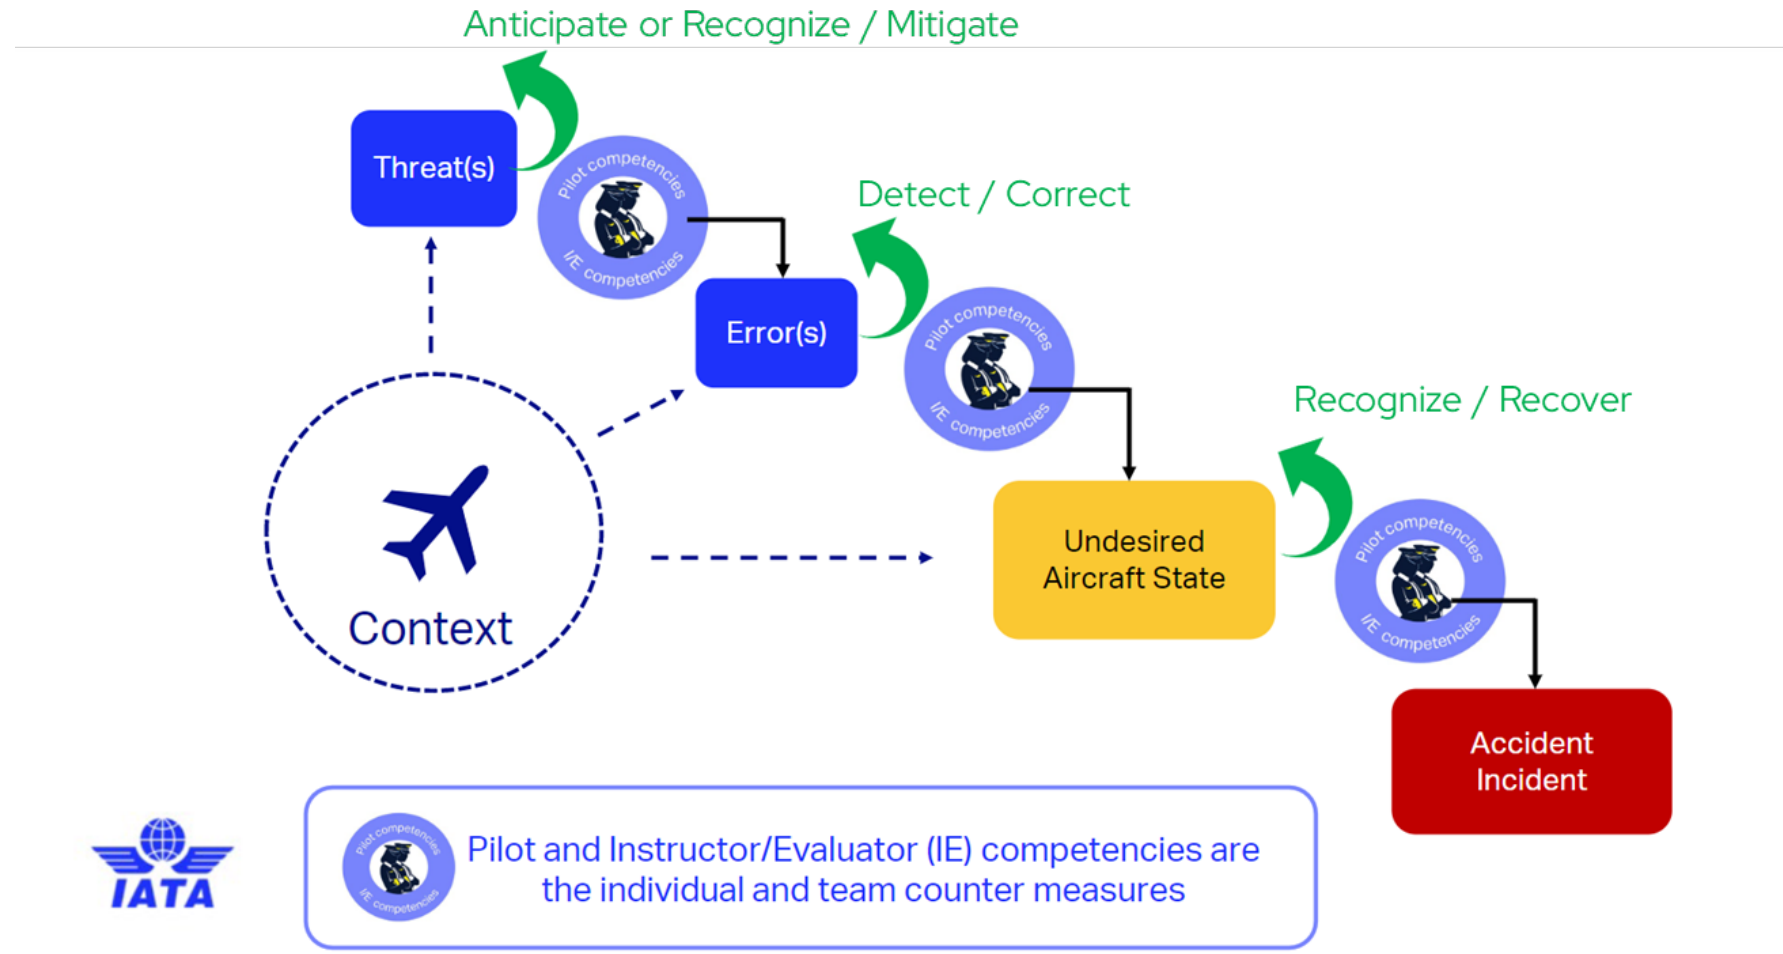 Anticipate or Recognize / Mitigate
Threat(s)
Pilot competencies
I/E competencies
Detect / Correct
Error(s)
Pilot competencies
I/E competencies
Recognize / Recover
Undesired
Aircraft State
Pilot competencies
I/E competencies
Context
Accident
Incident
Pilot competencies
I/E competencies
Pilot and Instructor/Evaluator (IE) competencies are
the individual and team counter measures
IATA